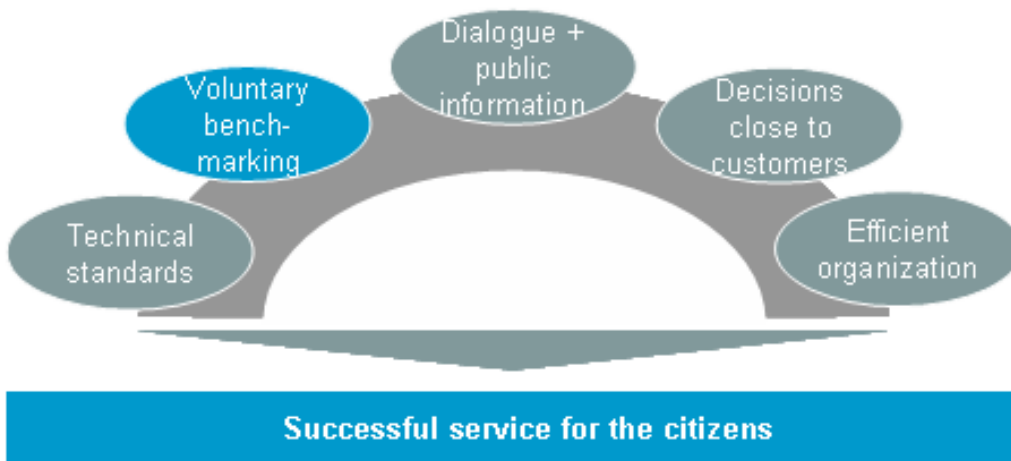 Dialogue +
public
information
Voluntary
bench-
marking
Decisions
close to
customers
Technical
standards
Efficient
organization
Successful service for the citizens